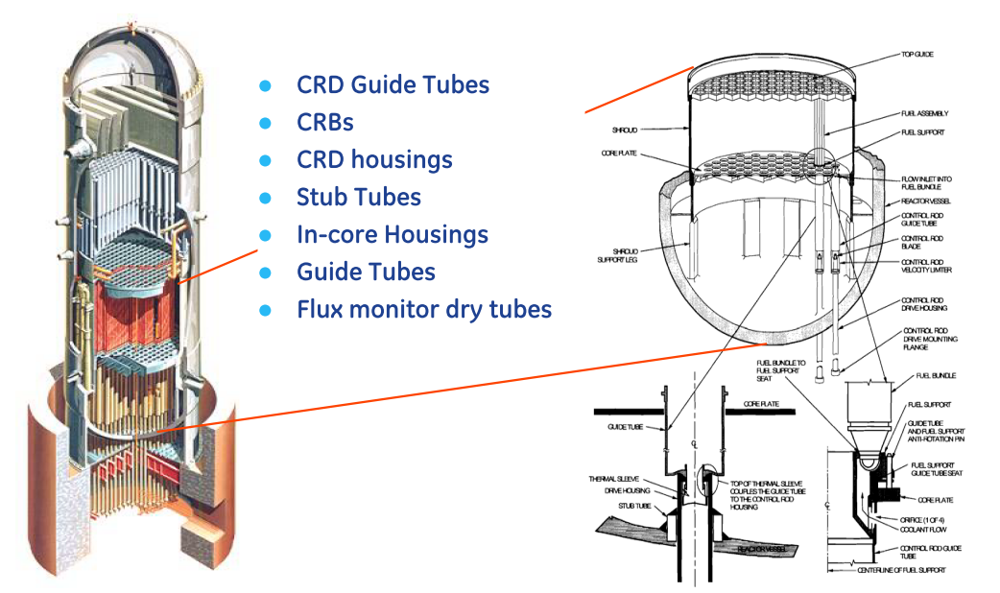 CRD Guide Tubes
CRBs
CRD housings
Stub Tubes
In-core Housings
Guide Tubes
Flux monitor dry tubes
TOP GUIDE
FUEL ASSEMBLY
FUEL SUPPORT
SHROUD
CORE PLATE
FLOW INLET INTO
FUEL BUNDLE
REACTOR VESSEL
CONTROL ROD
GUIDE TUBE
CONTROL ROD
BLADE
SHROUD
SUPPORT LEG
CONTROL ROD
VELOCITY LIMITER
CONTROL ROD
DRIVE HOUSING
CONTROL ROD
DRIVE MOUNTING
FLANGE
FUEL BUNDLE TO
FUEL SUPPORT
SEAT
FUEL BUNDLE
CORE PLATE
FUEL SUPPORT
GUIDE TUBE
GUIDE TUBE
AND FUEL SUPPORT
ANTI-ROTATION PIN
FUEL SUPPORT
GUIDE TUBE SEAT
THERMAL SLEEVE
DRIVE HOUSING
STUB TUBE
TOP OF THERMAL SLEEVE
COUPLES THE GUIDE TUBE
TO THE CONTROL ROD
HOUSING
CORE PLATE
ORIFICE (1 OF 4)
COOLANT FLOW
REACTOR VESSEL
CONTROL ROD GUIDE
TUBE
CENTERLINE OF FUEL SUPPORT